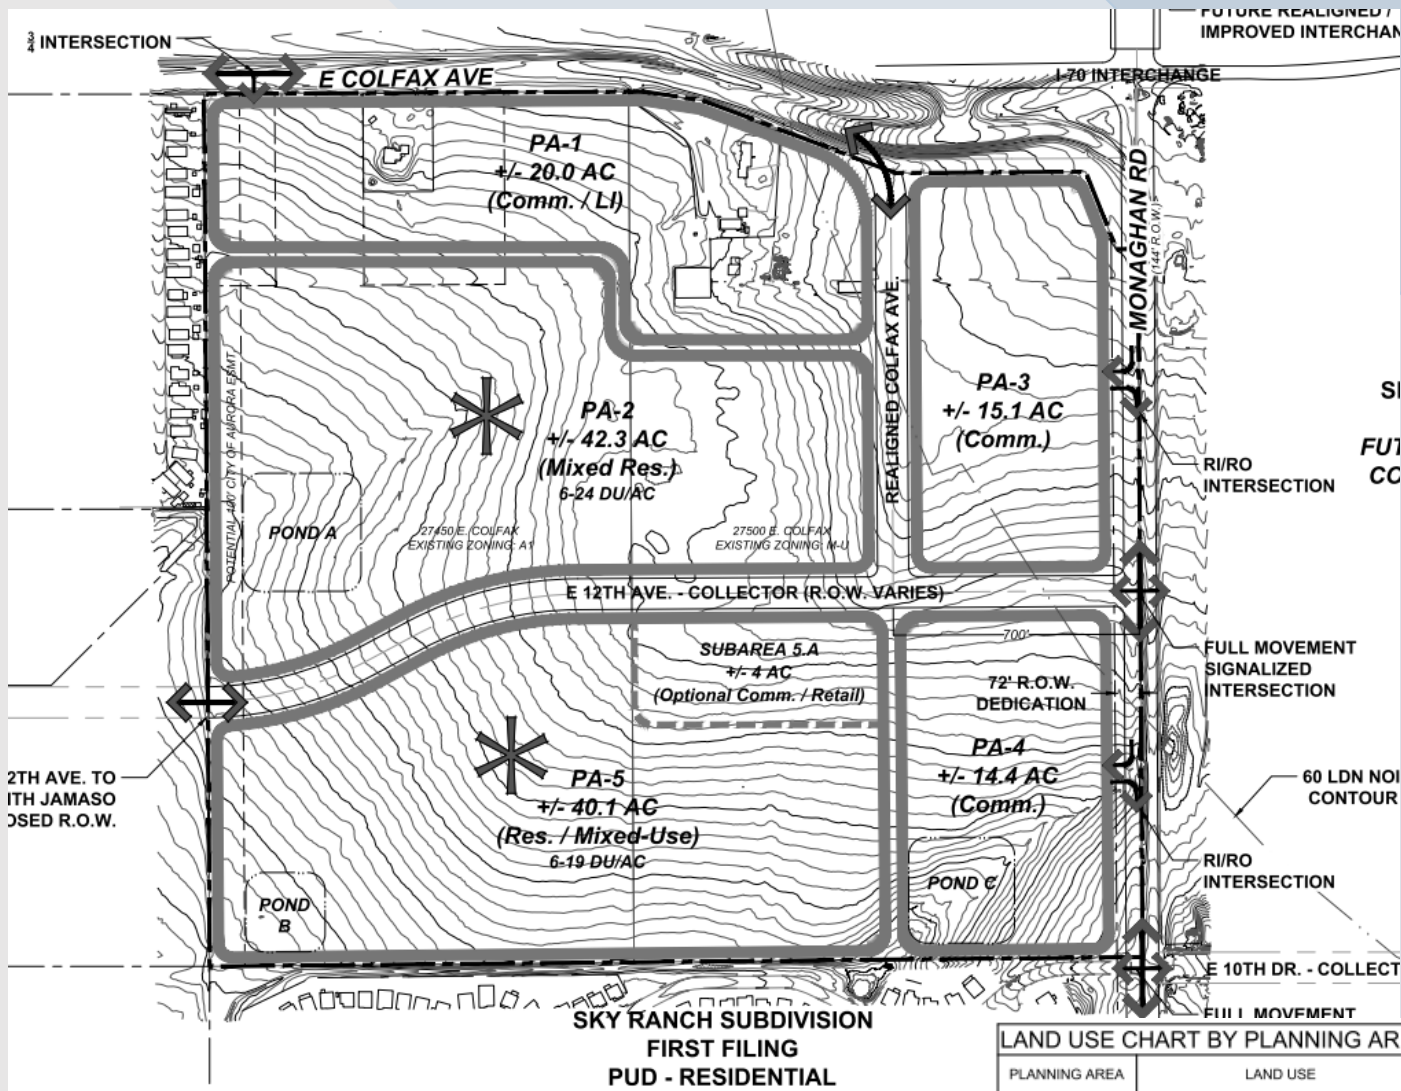 FUTURE REALIGNED /
IMPROVED INTERCHAN
3/4 INTERSECTION
E COLFAX AVE
I-70 INTERCHANGE
PA-1
+/- 20.0 AC
(Comm. / LI)
MONAGHAN RD
(144' R.O.W.)
REALIGNED COLFAX AVE.
PA-3
+/- 15.1 AC
(Comm.)
PA-2
+/- 42.3 AC
(Mixed Res.)
6-24 DU/AC
POTENTIAL 100' CITY OF AURORA ESMT
POND A
27450 E. COLFAX
EXISTING ZONING: A1
27500 E. COLFAX
EXISTING ZONING: M-U
RI/RO
INTERSECTION
FUT
CO
E 12TH AVE. - COLLECTOR (R.O.W. VARIES)
700'
SUBAREA 5.A
+/- 4 AC
(Optional Comm. / Retail)
72' R.O.W.
DEDICATION
FULL MOVEMENT
SIGNALIZED
INTERSECTION
PA-4
+/- 14.4 AC
(Comm.)
PA-5
+/- 40.1 AC
(Res. / Mixed-Use)
6-19 DU/AC
2TH AVE. TO
ITH JAMASO
OSED R.O.W.
60 LDN NOI
CONTOUR
RI/RO
INTERSECTION
POND
B
POND C
E 10TH DR. - COLLECT
FULL MOVEMENT
SKY RANCH SUBDIVISION
FIRST FILING
PUD - RESIDENTIAL
LAND USE CHART BY PLANNING AR
PLANNING AREA
LAND USE